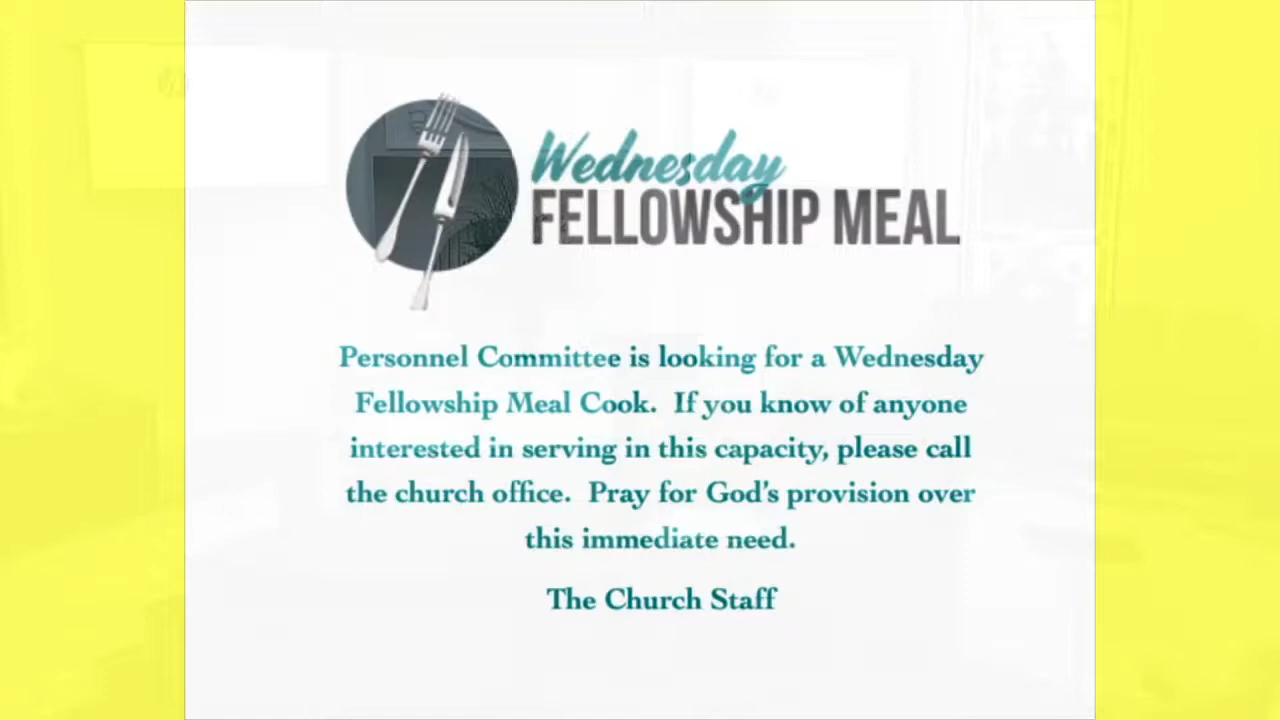 Wednesday
FELLOWSHIP MEAL
Personnel Committee is looking for a Wednesday
Fellowship Meal Cook.  If you know of anyone
interested in serving in this capacity, please call
the church office.  Pray for God's provision over
this immediate need.
The Church Staff